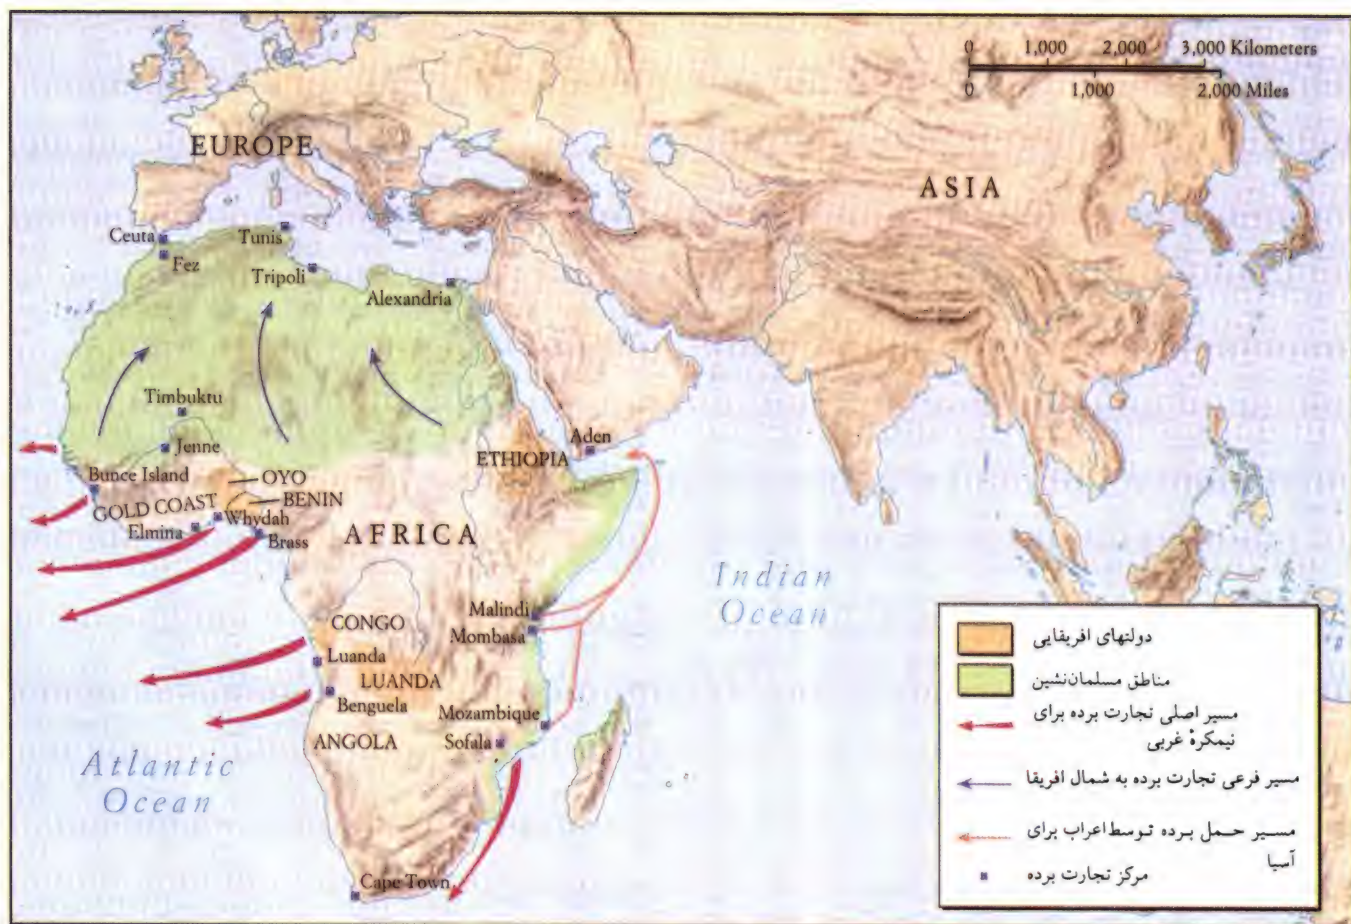 0 1,000 2,000 3,000 Kilometers
0 1,000 2,000 Miles
EUROPE
ASIA
Ceuta
Fez
Tunis
Tripoli
Alexandria
Timbuktu
Jenne
Aden
ETHIOPIA
Bunce Island
OYO
BENIN
GOLD COAST
Whydah
Elmina
Brass
AFRICA
Indian
Ocean
Malindi
Mombasa
CONGO
Luanda
LUANDA
Benguela
Mozambique
Sofala
ANGOLA
Atlantic
Ocean
Cape Town
دولتهای افریقایی
مناطق مسلمان‌نشین
مسیر اصلی تجارت برده برای
نیمکرهٔ غربی
مسیر فرعی تجارت برده به شمال افریقا
مسیر حمل برده توسط اعراب برای
آسیا
مرکز تجارت برده